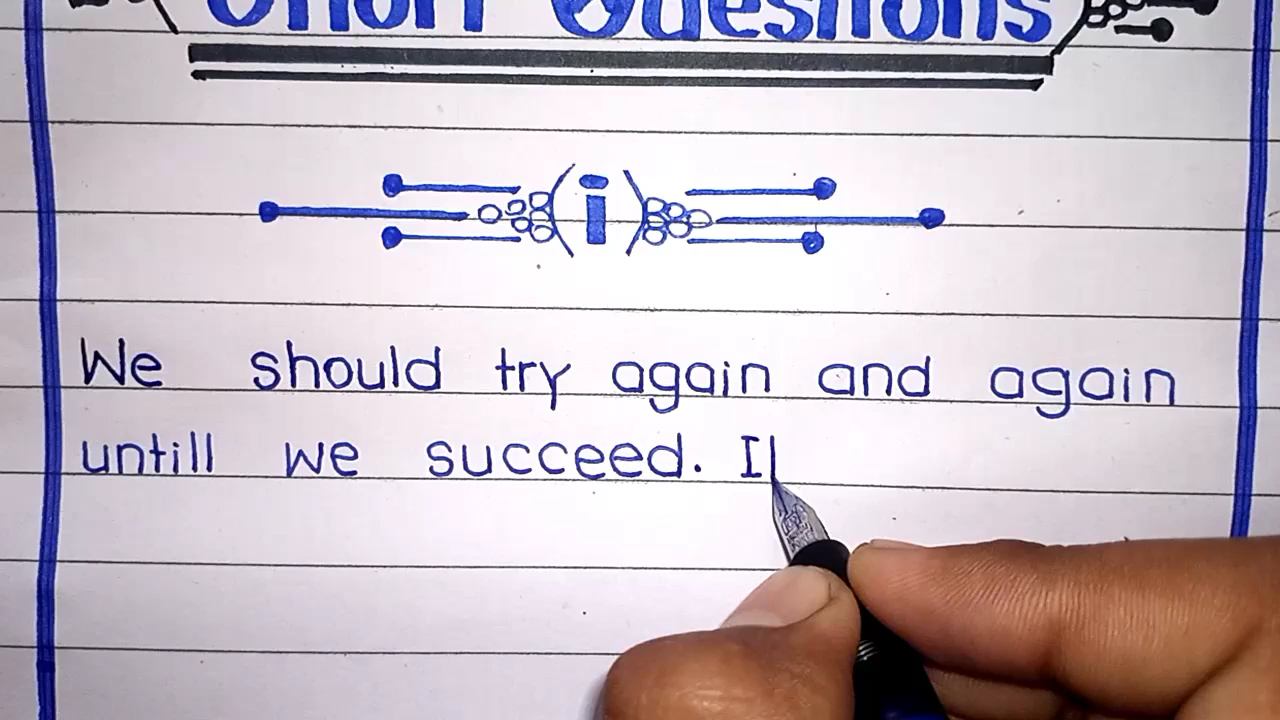 Short Questions
(i)
We should try again and again
untill we succeed. I